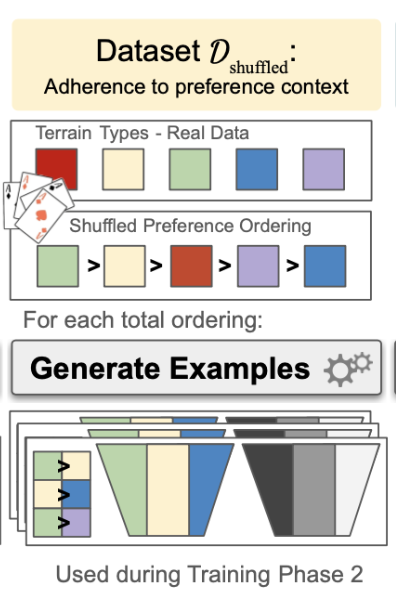 Dataset 𝒟shuffled:
Adherence to preference context
Terrain Types - Real Data
A A A
Shuffled Preference Ordering
> > > >
For each total ordering:
Generate Examples
>
>
>
Used during Training Phase 2